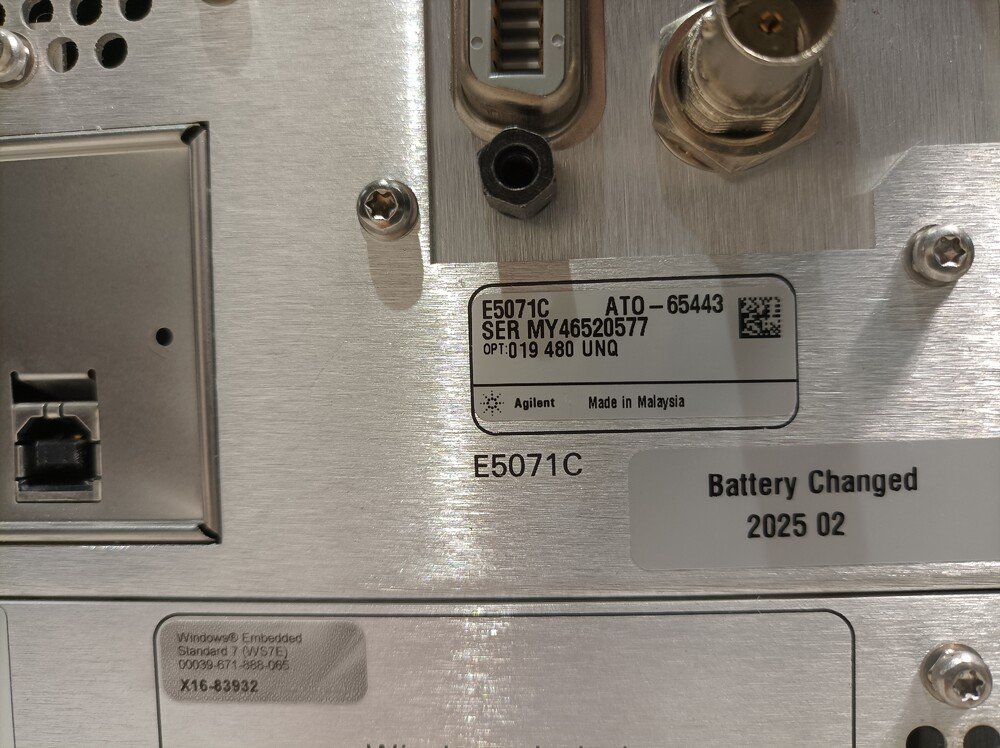 E5071C ATO-65443
SER MY46520577
OPT:019 480 UNQ
Agilent Made in Malaysia
E5071C
Battery Changed
2025 02
Windows® Embedded
Standard 7 (WS7E)
00039-671-888-065
X16-83932